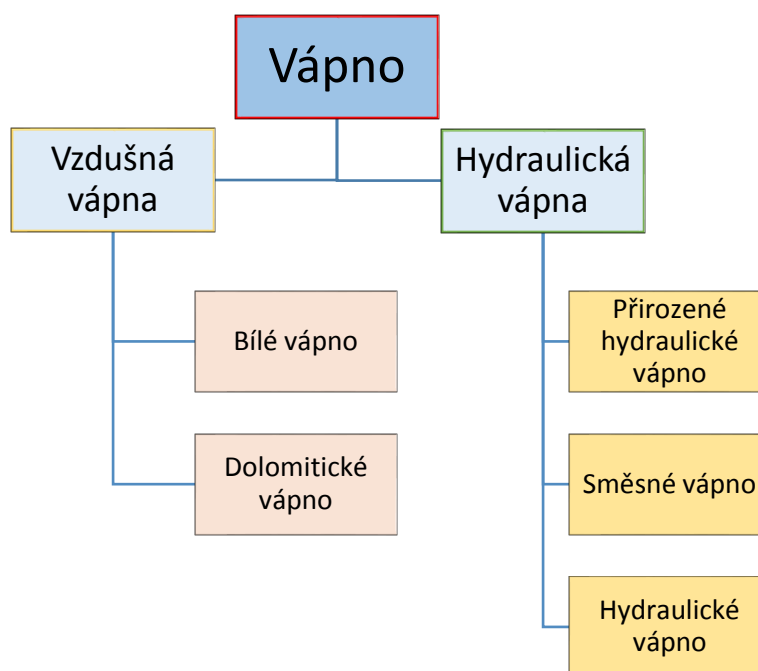 Vápno
Vzdušná
vápna
Hydraulická
vápna
Bílé vápno
Dolomitické
vápno
Přirozené
hydraulické
vápno
Směsné vápno
Hydraulické
vápno